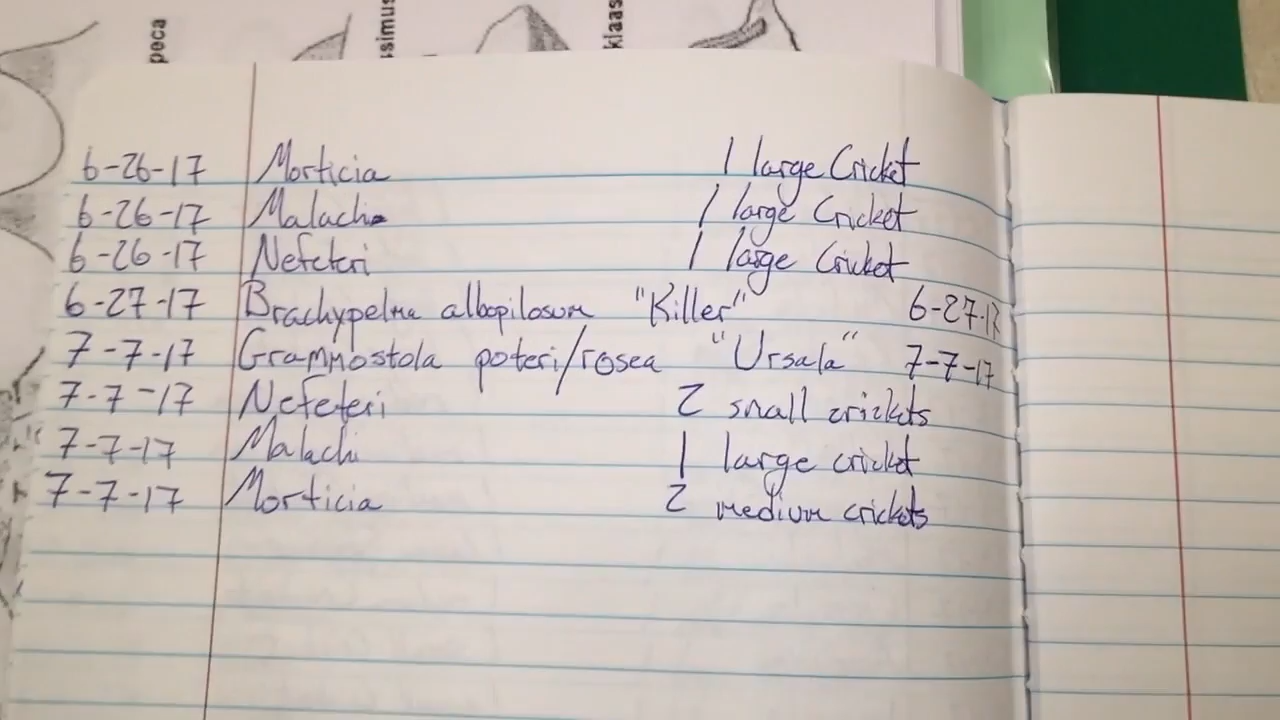 peca
simus
klaas
6-26-17 Morticia 1 large Cricket
6-26-17 Malachi 1 large Cricket
6-26-17 Nefeteri 1 large Cricket
6-27-17 Brachypelma albopilosum "Killer" 6-27-17
7-7-17 Grammostola poteri/rosea "Ursala" 7-7-17
7-7-17 Nefeteri 2 small crickets
7-7-17 Malachi 1 large cricket
7-7-17 Morticia 2 medium crickets